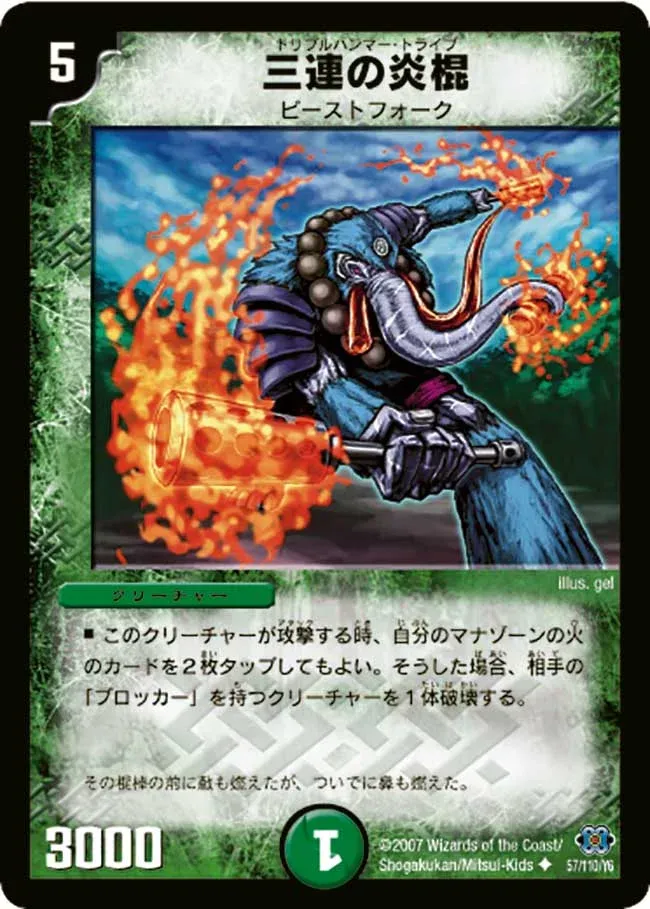 5
トリプルハンマー・トライブ
三連の炎棍
ビーストフォーク
illus. gel
クリーチャー
■ このクリーチャーが攻撃する時、自分のマナゾーンの火
のカードを２枚タップしてもよい。そうした場合、相手の
「ブロッカー」を持つクリーチャーを１体破壊する。
その棍棒の前に敵も燃えたが、ついでに鼻も燃えた。
3000
1
©2007 Wizards of the Coast/
Shogakukan/Mitsui-Kids ◆ 57/110/Y6